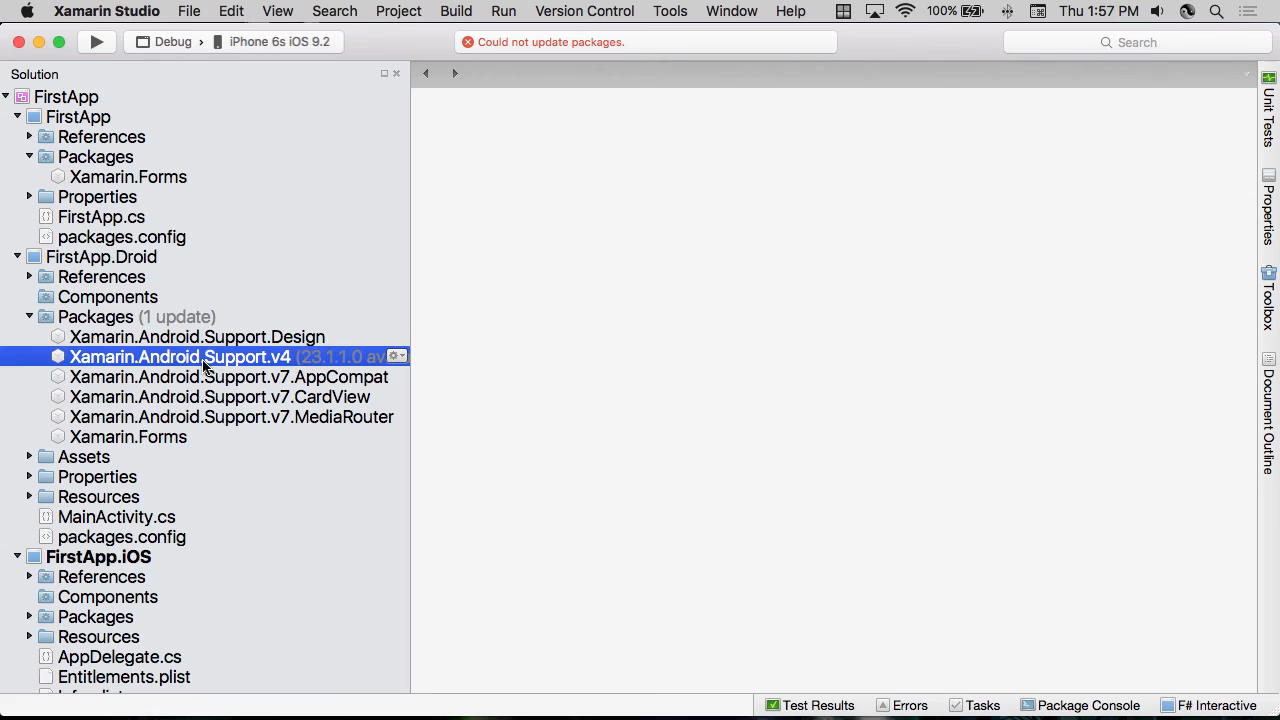 Xamarin Studio File Edit View Search Project Build Run Version Control Tools Window Help 100% Thu 1:57 PM
Debug iPhone 6s iOS 9.2 Could not update packages. Search
Solution
FirstApp
FirstApp
References
Packages
Xamarin.Forms
Properties
FirstApp.cs
packages.config
FirstApp.Droid
References
Components
Packages (1 update)
Xamarin.Android.Support.Design
Xamarin.Android.Support.v4 (23.1.1.0 av
Xamarin.Android.Support.v7.AppCompat
Xamarin.Android.Support.v7.CardView
Xamarin.Android.Support.v7.MediaRouter
Xamarin.Forms
Assets
Properties
Resources
MainActivity.cs
packages.config
FirstApp.iOS
References
Components
Packages
Resources
AppDelegate.cs
Entitlements.plist
Unit Tests
Properties
Toolbox
Document Outline
Test Results Errors Tasks Package Console F# Interactive